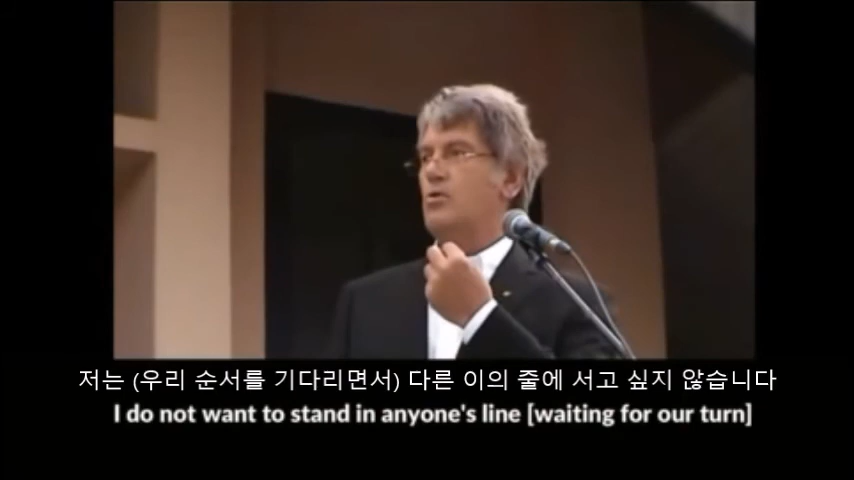 저는 (우리 순서를 기다리면서) 다른 이의 줄에 서고 싶지 않습니다
I do not want to stand in anyone's line [waiting for our turn]